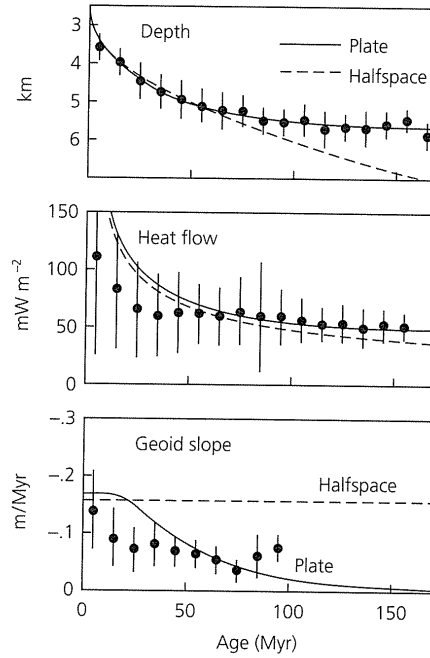 3
4
5
6
km
Depth
Plate
Halfspace
150
100
50
0
mW m⁻²
Heat flow
-.3
-.2
-.1
0
m/Myr
Geoid slope
Halfspace
Plate
0
50
100
150
Age (Myr)